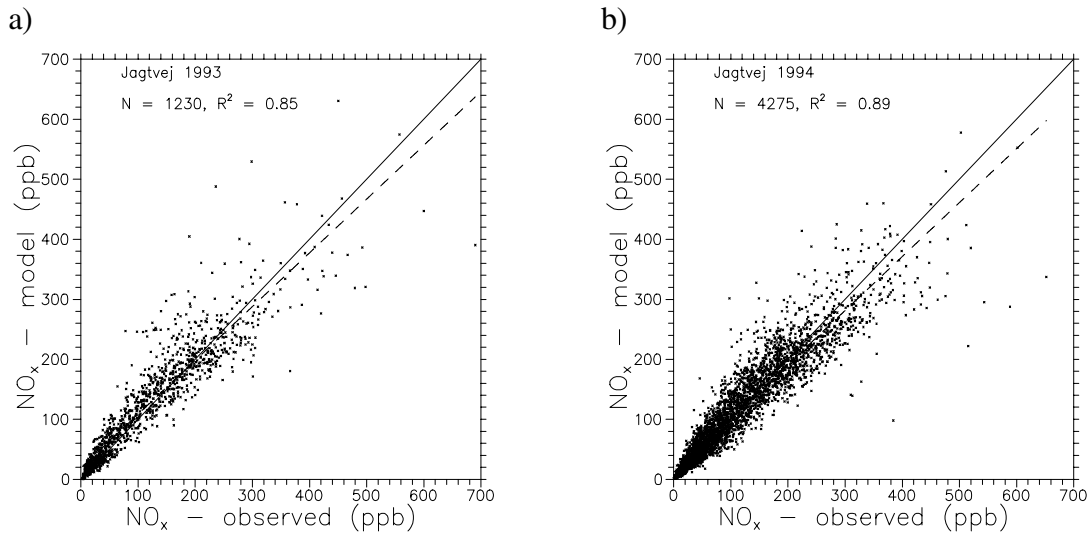 a)
700
600
500
400
300
200
100
0
NOx – model (ppb)
Jagtvej 1993
N = 1230, R² = 0.85
0 100 200 300 400 500 600 700
NOx – observed (ppb)
b)
700
600
500
400
300
200
100
0
NOx – model (ppb)
Jagtvej 1994
N = 4275, R² = 0.89
0 100 200 300 400 500 600 700
NOx – observed (ppb)